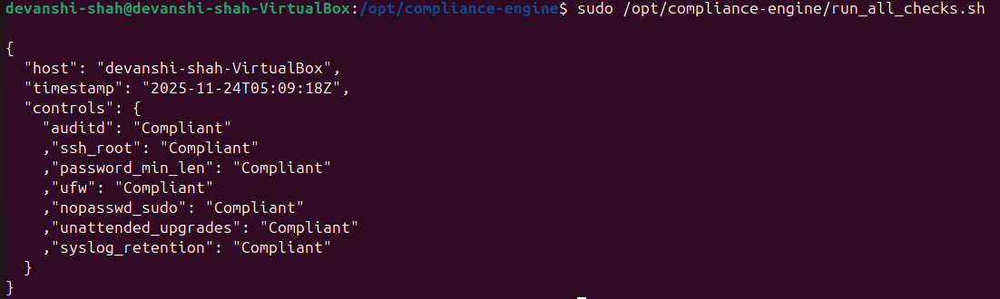 devanshi-shah@devanshi-shah-VirtualBox:/opt/compliance-engine$ sudo /opt/compliance-engine/run_all_checks.sh
{
  "host": "devanshi-shah-VirtualBox",
  "timestamp": "2025-11-24T05:09:18Z",
  "controls": {
    "auditd": "Compliant"
    ,"ssh_root": "Compliant"
    ,"password_min_len": "Compliant"
    ,"ufw": "Compliant"
    ,"nopasswd_sudo": "Compliant"
    ,"unattended_upgrades": "Compliant"
    ,"syslog_retention": "Compliant"
  }
}